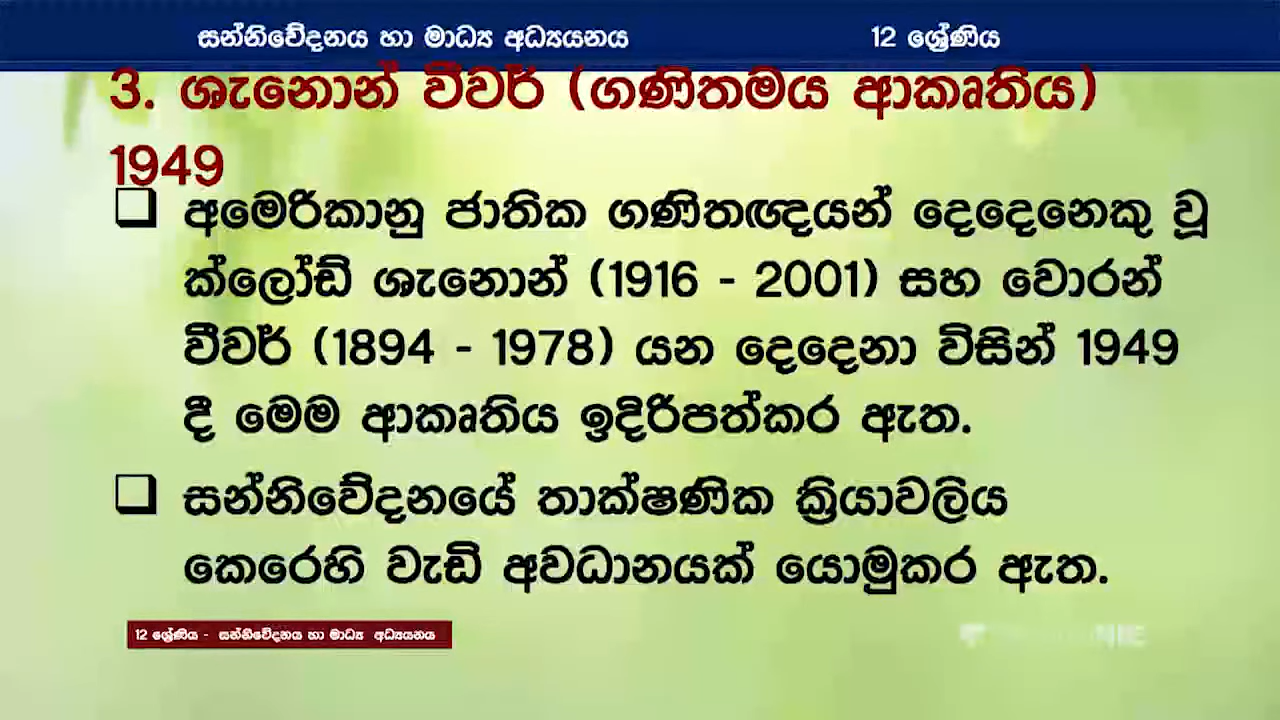 සන්නිවේදනය හා මාධ්‍ය අධ්‍යයනය 12 ශ්‍රේණිය
3. ශැනොන් වීවර් (ගණිතමය ආකෘතිය)
1949
❑ අමෙරිකානු ජාතික ගණිතඥයන් දෙදෙනෙකු වූ
ක්ලෝඩ් ශැනොන් (1916 - 2001) සහ වොරන්
වීවර් (1894 - 1978) යන දෙදෙනා විසින් 1949
දී මෙම ආකෘතිය ඉදිරිපත්කර ඇත.
❑ සන්නිවේදනයේ තාක්ෂණික ක්‍රියාවලිය
කෙරෙහි වැඩි අවධානයක් යොමුකර ඇත.
12 ශ්‍රේණිය - සන්නිවේදනය හා මාධ්‍ය අධ්‍යයනය